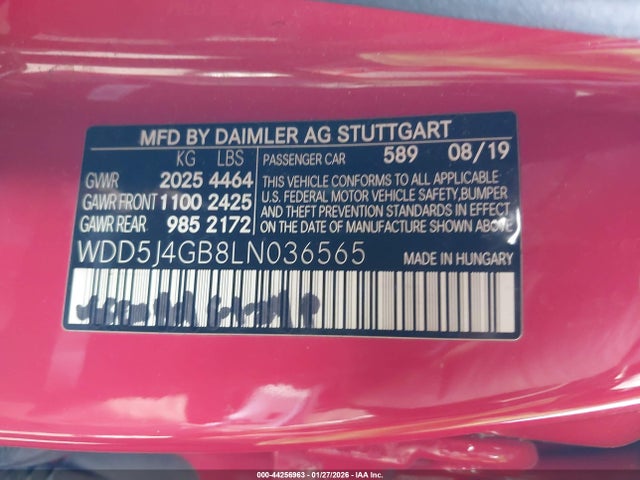 MFD BY DAIMLER AG STUTTGART
KG LBS
GVWR 2025 4464
GAWR FRONT 1100 2425
GAWR REAR 985 2172
PASSENGER CAR 589 08/19
THIS VEHICLE CONFORMS TO ALL APPLICABLE
U.S. FEDERAL MOTOR VEHICLE SAFETY, BUMPER
AND THEFT PREVENTION STANDARDS IN EFFECT
ON THE DATE OF MANUFACTURE SHOWN ABOVE
WDD5J4GB8LN036565 MADE IN HUNGARY
000-44256963 - 01/27/2026 - IAA Inc.